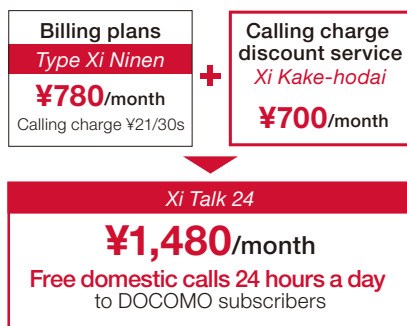 Billing plans
Type Xi Ninen
¥780/month
Calling charge ¥21/30s
+
Calling charge
discount service
Xi Kake-hodai
¥700/month
Xi Talk 24
¥1,480/month
Free domestic calls 24 hours a day
to DOCOMO subscribers